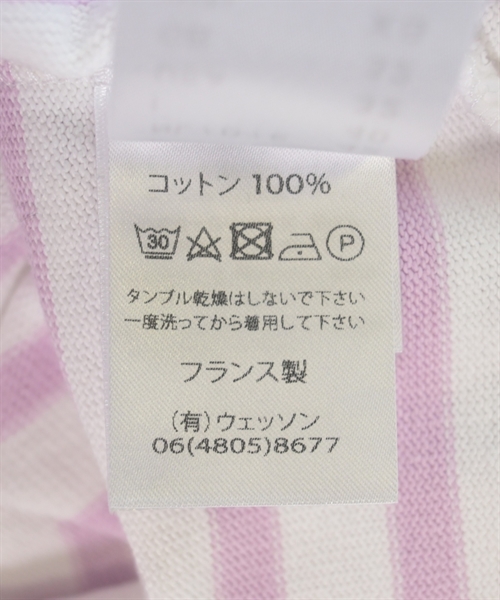 コットン 100%
30 P
タンブル乾燥はしないで下さい
一度洗ってから着用して下さい
フランス製
(有)ウェッソン
06(4805)8677